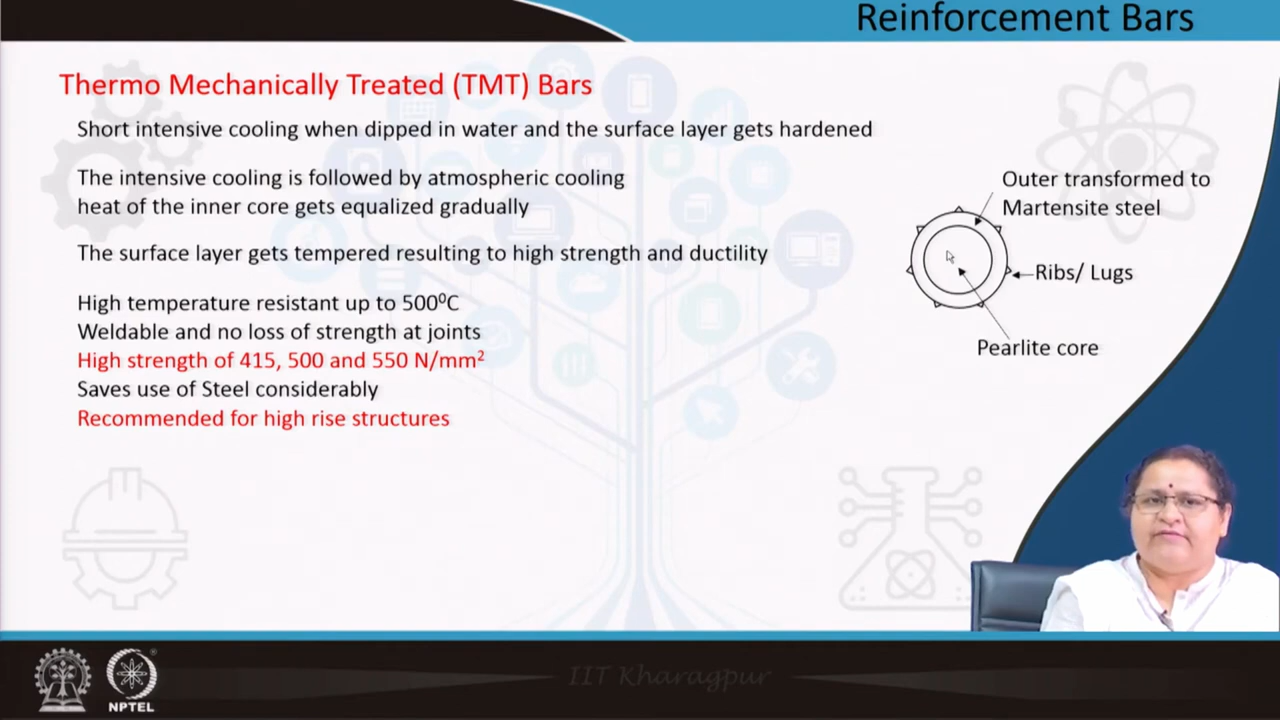 Reinforcement Bars
Thermo Mechanically Treated (TMT) Bars
Short intensive cooling when dipped in water and the surface layer gets hardened
The intensive cooling is followed by atmospheric cooling
heat of the inner core gets equalized gradually
The surface layer gets tempered resulting to high strength and ductility
High temperature resistant up to 500⁰C
Weldable and no loss of strength at joints
High strength of 415, 500 and 550 N/mm²
Saves use of Steel considerably
Recommended for high rise structures
Outer transformed to
Martensite steel
Ribs/ Lugs
Pearlite core
IIT Kharagpur
NPTEL